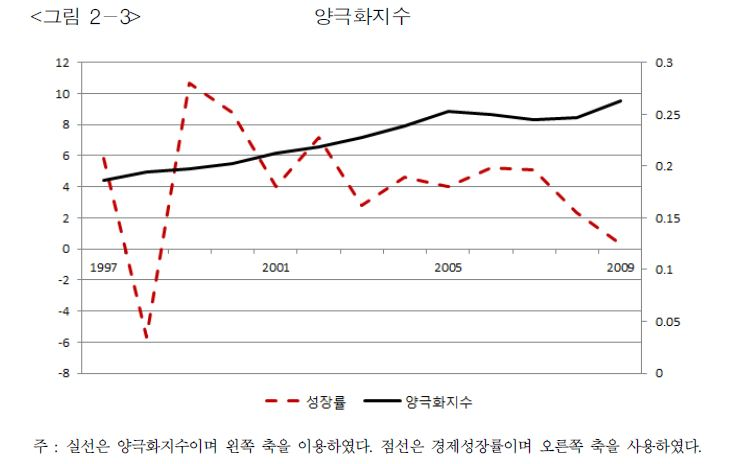 <그림 2-3> 양극화지수
12 0.3
10 0.25
8
6 0.2
4
2 0.15
0
1997 2001 2005 2009 0.1
-2
-4 0.05
-6
-8 0
성장률 양극화지수
주 : 실선은 양극화지수이며 왼쪽 축을 이용하였다. 점선은 경제성장률이며 오른쪽 축을 사용하였다.